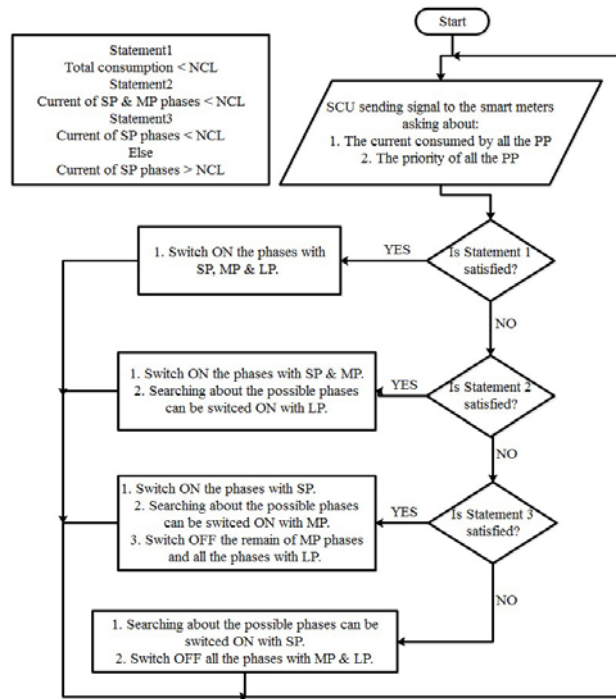 Start
Statement1
Total consumption < NCL
Statement2
Current of SP & MP phases < NCL
Statement3
Current of SP phases < NCL
Else
Current of SP phases > NCL
SCU sending signal to the smart meters
asking about:
1. The current consumed by all the PP
2. The priority of all the PP
Is Statement 1
satisfied?
YES
1. Switch ON the phases with
SP, MP & LP.
NO
Is Statement 2
satisfied?
YES
1. Switch ON the phases with SP & MP.
2. Searching about the possible phases
can be switced ON with LP.
NO
Is Statement 3
satisfied?
YES
1. Switch ON the phases with SP.
2. Searching about the possible phases
can be switced ON with MP.
3. Switch OFF the remain of MP phases
and all the phases with LP.
NO
1. Searching about the possible phases can be
switced ON with SP.
2. Switch OFF all the phases with MP & LP.